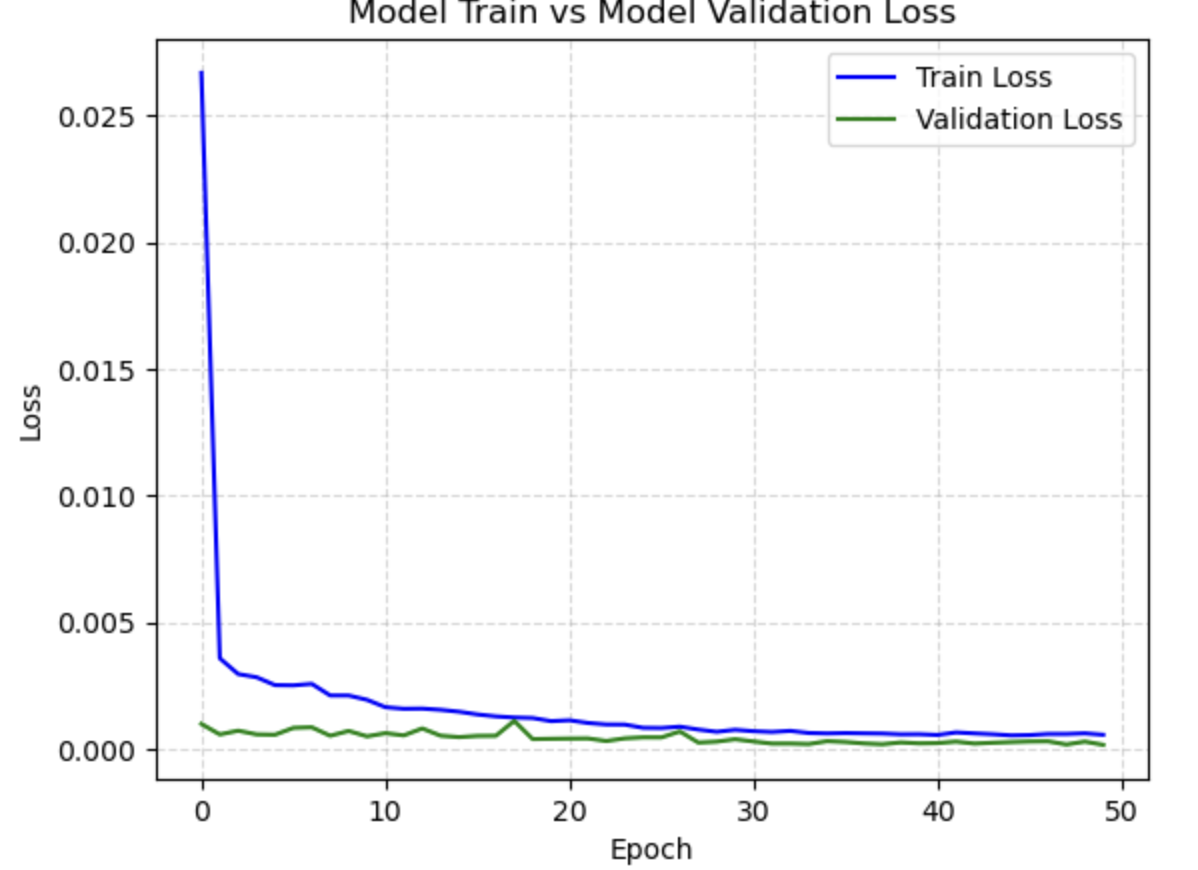 Model Train vs Model Validation Loss
Train Loss
Validation Loss
0.025
0.020
0.015
0.010
0.005
0.000
Loss
0 10 20 30 40 50
Epoch